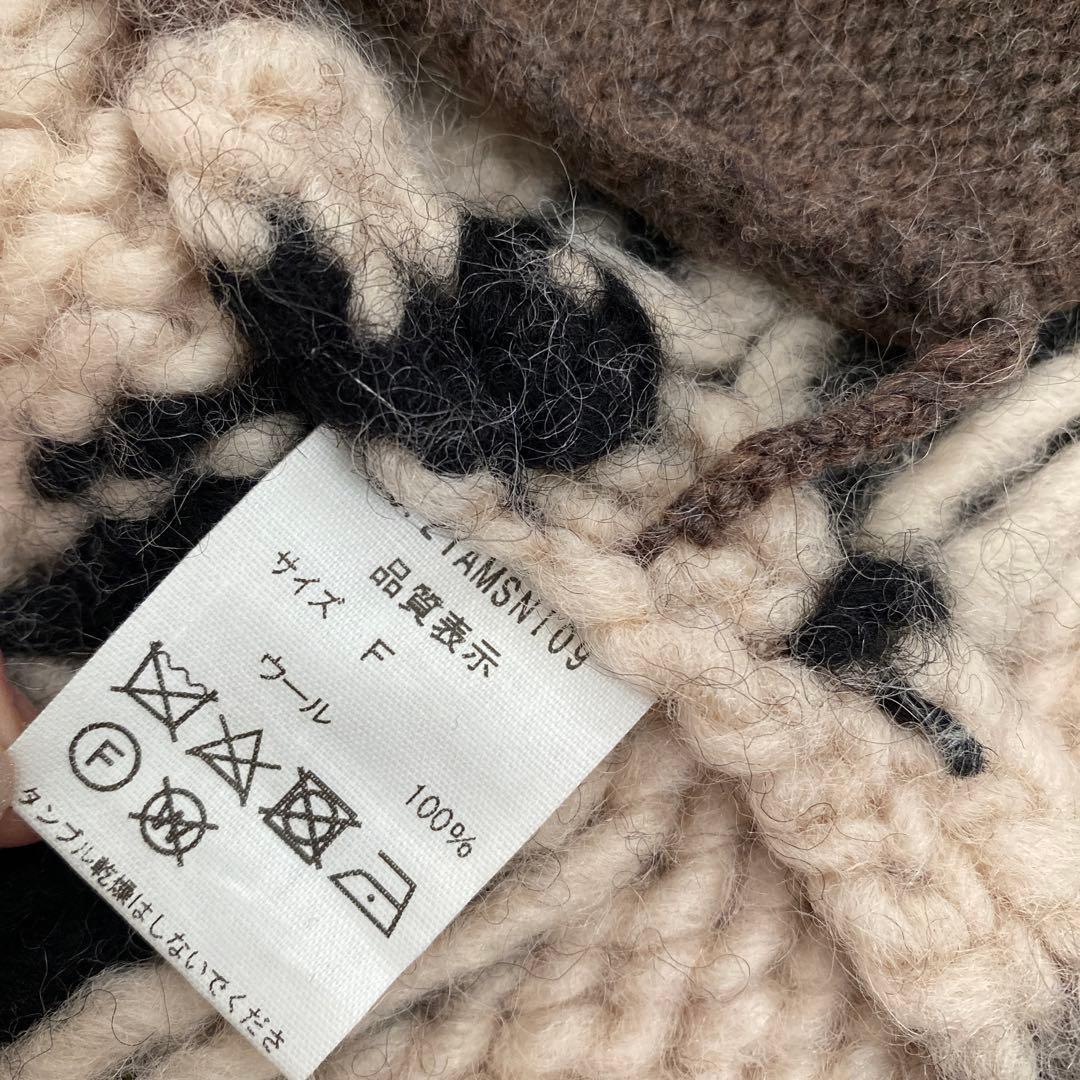 21AMSN109
品質表示
サイズ F
ウール 100%
F
W
タンブル乾燥はしないでくださ